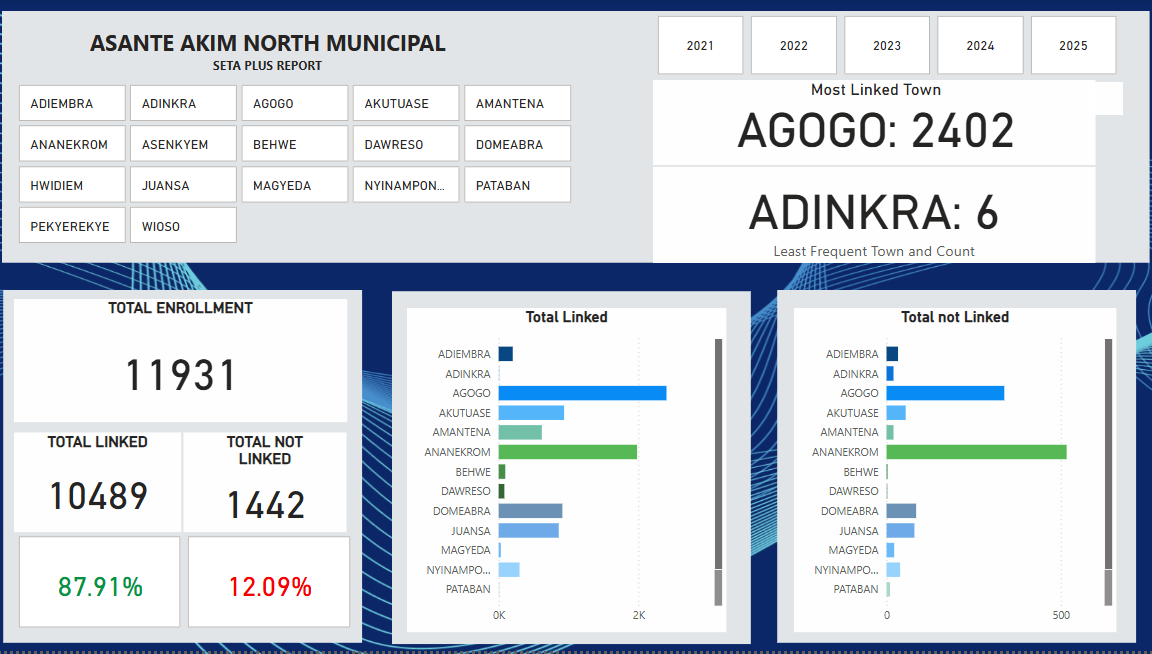 ASANTE AKIM NORTH MUNICIPAL
SETA PLUS REPORT
ADIEMBRA
ADINKRA
AGOGO
AKUTUASE
AMANTENA
ANANEKROM
ASENKYEM
BEHWE
DAWRESO
DOMEABRA
HWIDIEM
JUANSA
MAGYEDA
NYINAMPON...
PATABAN
PEKYEREKYE
WIOSO
2021
2022
2023
2024
2025
Most Linked Town
AGOGO: 2402
ADINKRA: 6
Least Frequent Town and Count
TOTAL ENROLLMENT
11931
TOTAL LINKED
10489
TOTAL NOT
LINKED
1442
87.91%
12.09%
Total Linked
ADIEMBRA
ADINKRA
AGOGO
AKUTUASE
AMANTENA
ANANEKROM
BEHWE
DAWRESO
DOMEABRA
JUANSA
MAGYEDA
NYINAMPO...
PATABAN
0K
2K
Total not Linked
ADIEMBRA
ADINKRA
AGOGO
AKUTUASE
AMANTENA
ANANEKROM
BEHWE
DAWRESO
DOMEABRA
JUANSA
MAGYEDA
NYINAMPO...
PATABAN
0
500